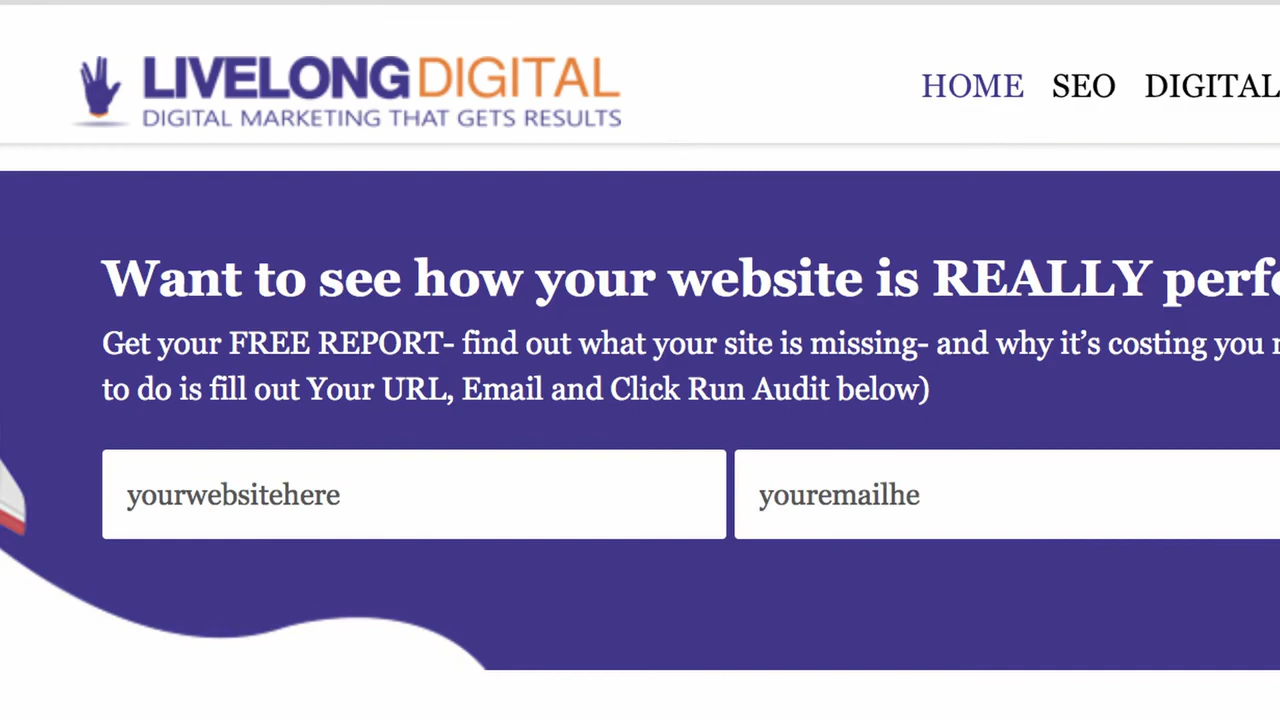 LIVELONG DIGITAL
DIGITAL MARKETING THAT GETS RESULTS
HOME SEO DIGITAL
Want to see how your website is REALLY perfo
Get your FREE REPORT- find out what your site is missing- and why it’s costing you
to do is fill out Your URL, Email and Click Run Audit below)
yourwebsitehere youremailhe